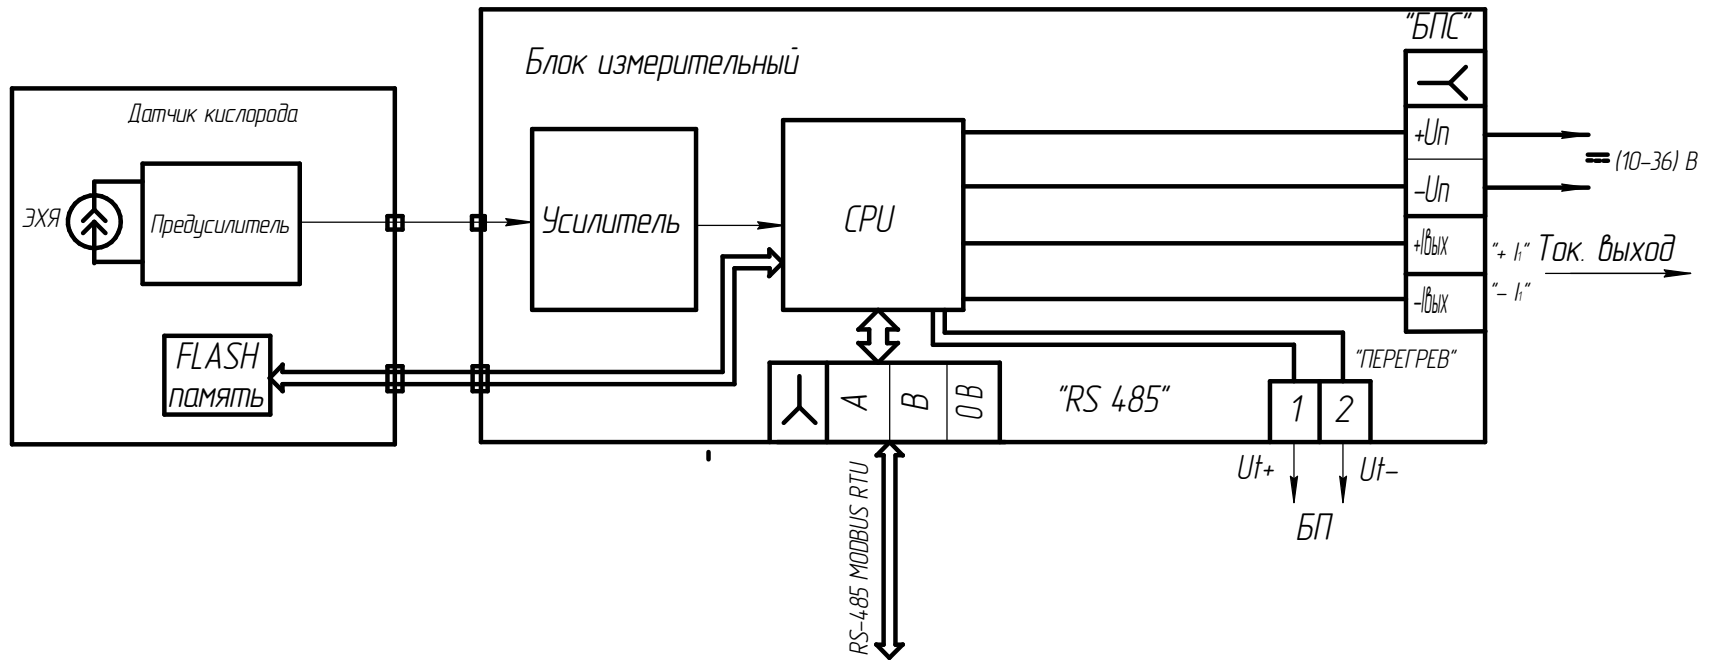 "БПС"
Блок измерительный
Датчик кислорода
+Uп
= (10-36) В
-Uп
ЭХЯ
Предусилитель
Усилитель
CPU
+Iвых
"+ I1" Ток. выход
-Iвых
"- I1"
FLASH
память
"ПЕРЕГРЕВ"
A
B
0В
"RS 485"
1
2
Ut+
Ut-
БП
RS-485 MODBUS RTU